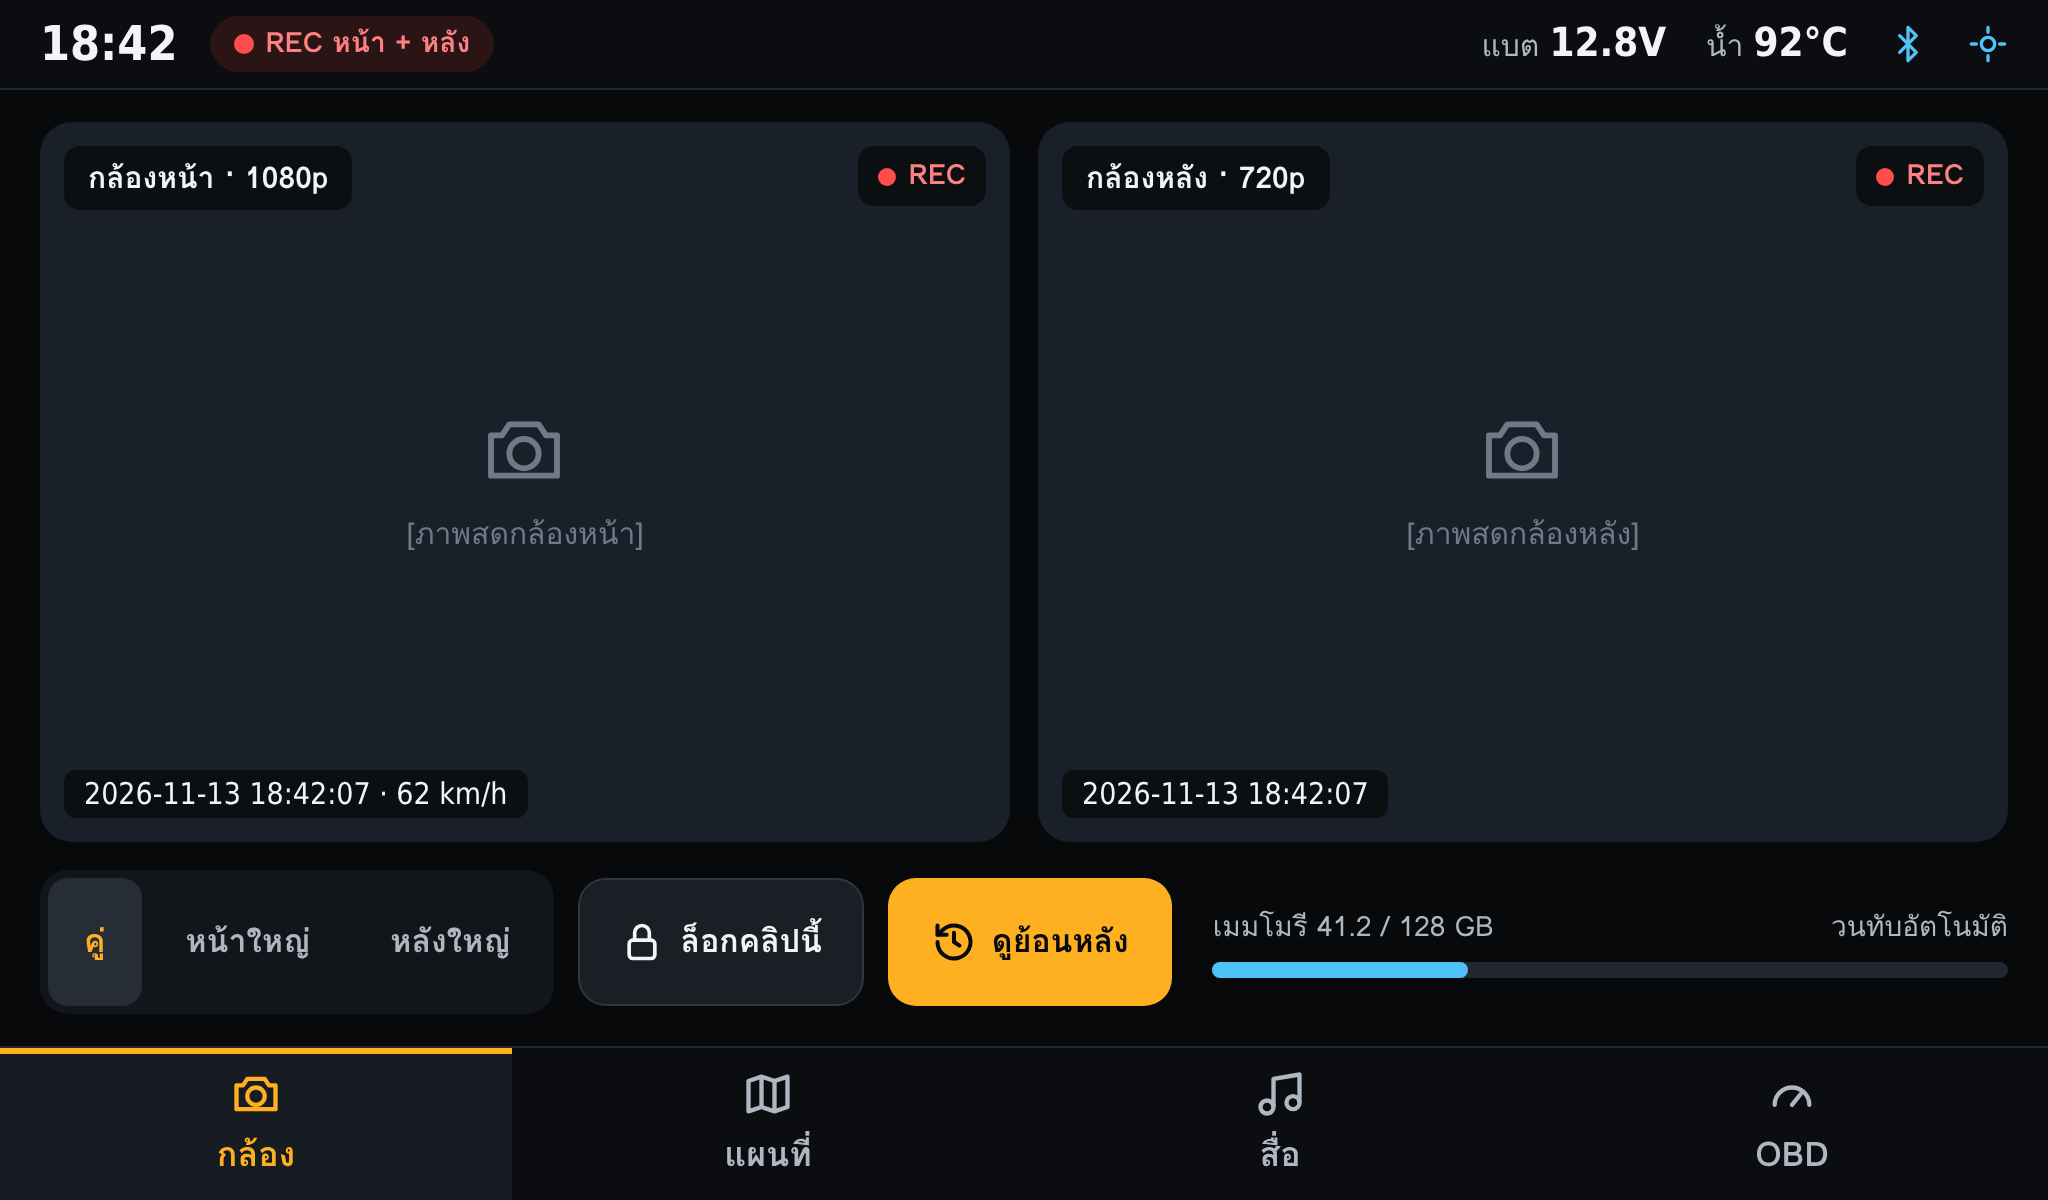 18:42
REC หน้า + หลัง
แบต 12.8V
น้ำ 92°C
กล้องหน้า · 1080p
REC
กล้องหลัง · 720p
REC
[ภาพสดกล้องหน้า]
[ภาพสดกล้องหลัง]
2026-11-13 18:42:07 · 62 km/h
2026-11-13 18:42:07
คู่
หน้าใหญ่
หลังใหญ่
ล็อกคลิปนี้
ดูย้อนหลัง
เมมโมรี 41.2 / 128 GB
วนทับอัตโนมัติ
กล้อง
แผนที่
สื่อ
OBD